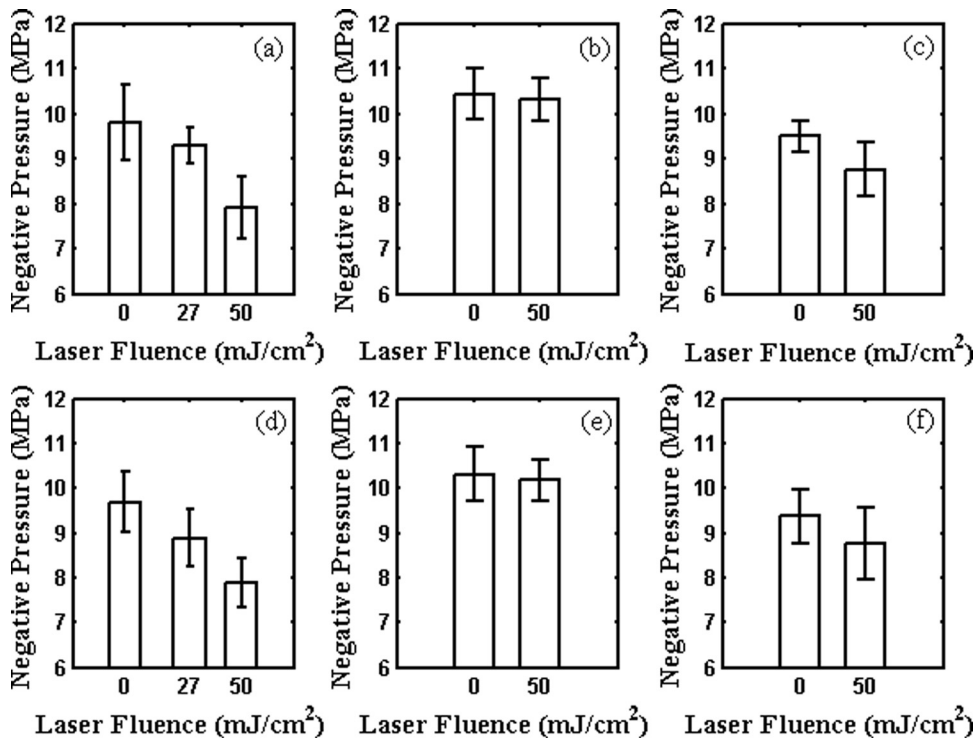 (a)
Negative Pressure (MPa)
12
11
10
9
8
7
6
0 27 50
Laser Fluence (mJ/cm²)
(b)
Negative Pressure (MPa)
12
11
10
9
8
7
6
0 50
Laser Fluence (mJ/cm²)
(c)
Negative Pressure (MPa)
12
11
10
9
8
7
6
0 50
Laser Fluence (mJ/cm²)
(d)
Negative Pressure (MPa)
12
11
10
9
8
7
6
0 27 50
Laser Fluence (mJ/cm²)
(e)
Negative Pressure (MPa)
12
11
10
9
8
7
6
0 50
Laser Fluence (mJ/cm²)
(f)
Negative Pressure (MPa)
12
11
10
9
8
7
6
0 50
Laser Fluence (mJ/cm²)